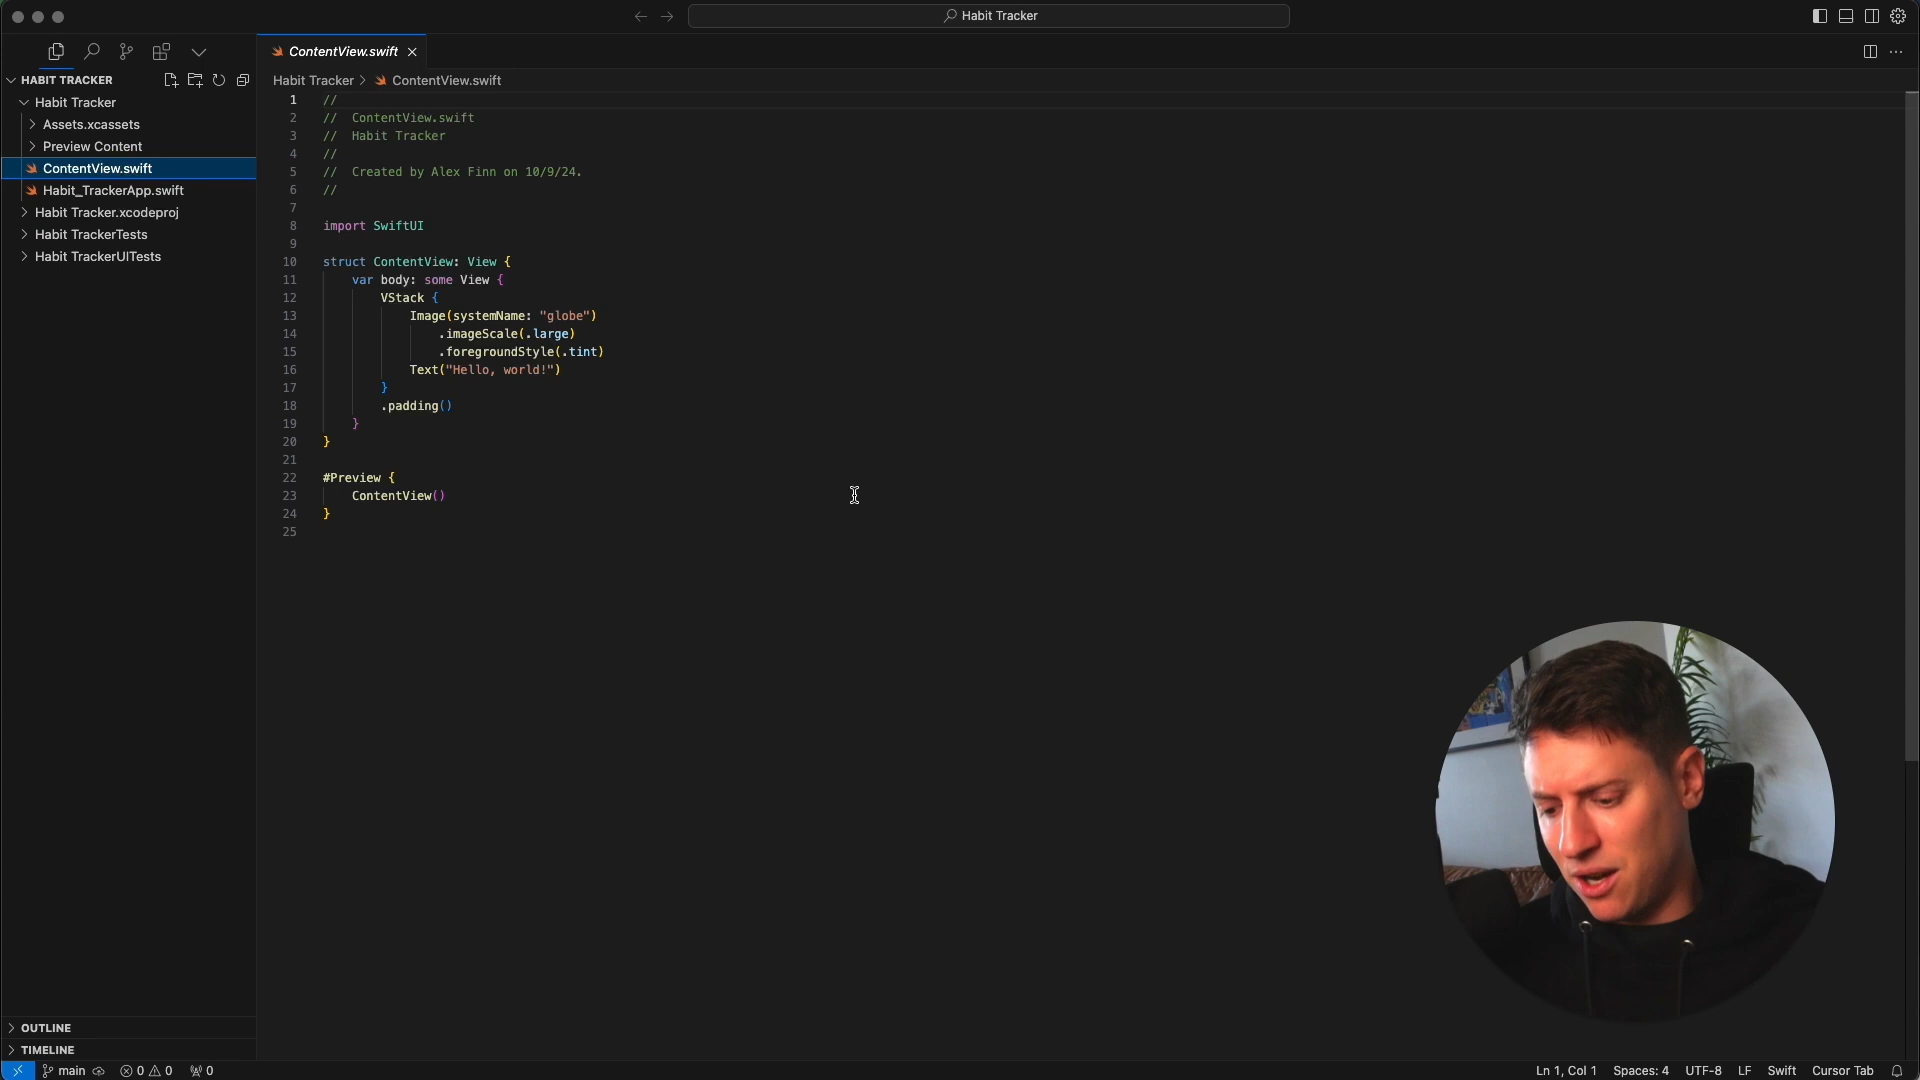 Habit Tracker
HABIT TRACKER
Habit Tracker
Assets.xcassets
Preview Content
ContentView.swift
Habit_TrackerApp.swift
Habit Tracker.xcodeproj
Habit TrackerTests
Habit TrackerUITests
OUTLINE
TIMELINE
ContentView.swift
Habit Tracker > ContentView.swift
1 //
2 //  ContentView.swift
3 //  Habit Tracker
4 //
5 //  Created by Alex Finn on 10/9/24.
6 //
7
8 import SwiftUI
9
10 struct ContentView: View {
11     var body: some View {
12         VStack {
13             Image(systemName: "globe")
14                 .imageScale(.large)
15                 .foregroundStyle(.tint)
16             Text("Hello, world!")
17         }
18         .padding()
19     }
20 }
21
22 #Preview {
23     ContentView()
24 }
25
main 0 0 0 Ln 1, Col 1 Spaces: 4 UTF-8 LF Swift Cursor Tab